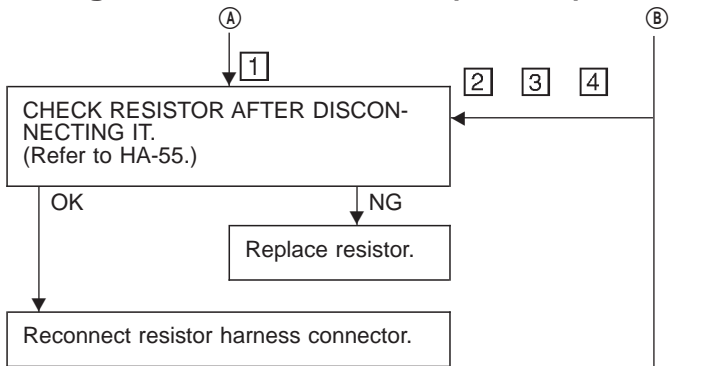 Ⓐ Ⓑ
1
2 3 4
CHECK RESISTOR AFTER DISCON-
NECTING IT.
(Refer to HA-55.)
OK NG
Replace resistor.
Reconnect resistor harness connector.